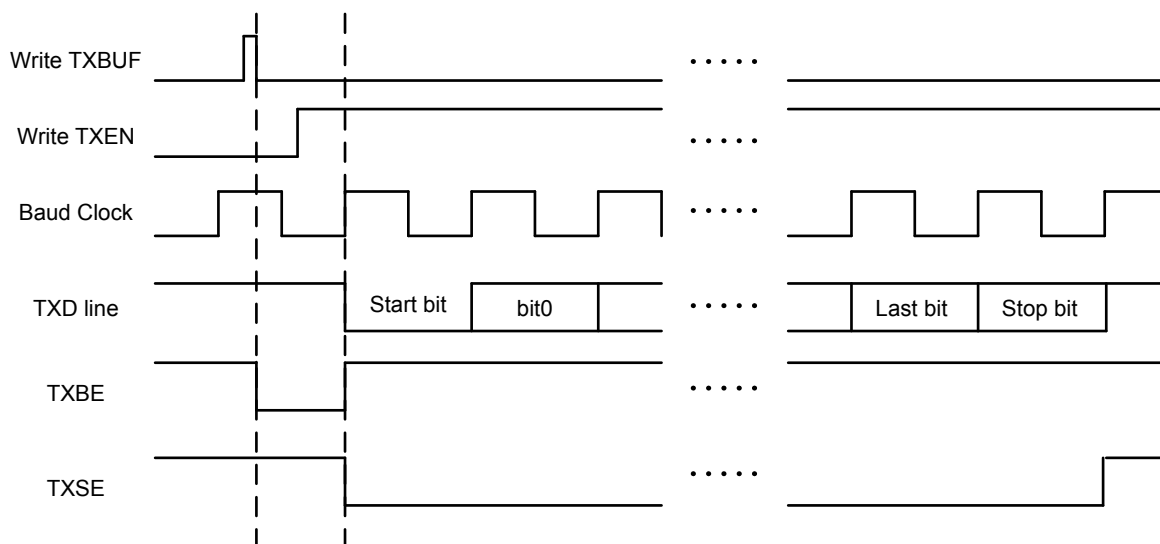 Write TXBUF
Write TXEN
Baud Clock
TXD line
Start bit
bit0
Last bit
Stop bit
TXBE
TXSE